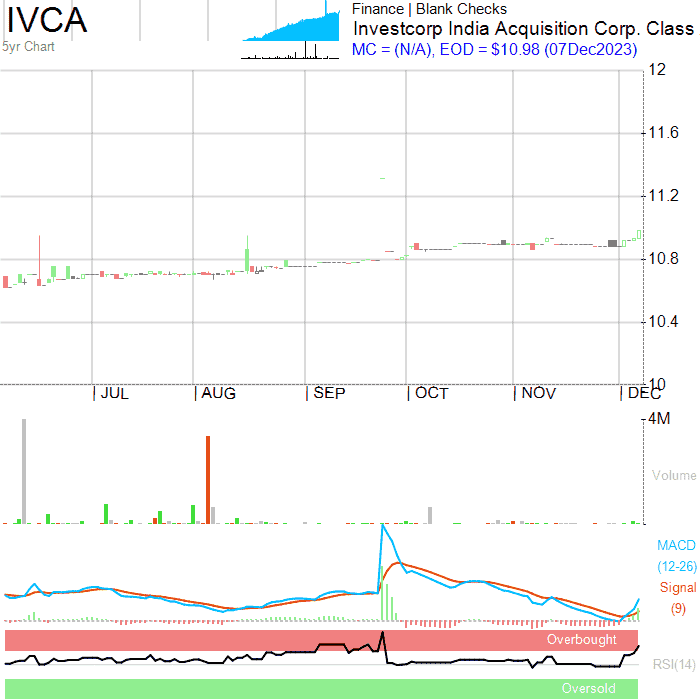 IVCA
5yr Chart
Finance | Blank Checks
Investcorp India Acquisition Corp. Class
MC = (N/A), EOD = $10.98 (07Dec2023)
12
11.6
11.2
10.8
10.4
10
JUL AUG SEP OCT NOV DEC
4M
Volume
MACD
(12-26)
Signal
(9)
Overbought
RSI(14)
Oversold